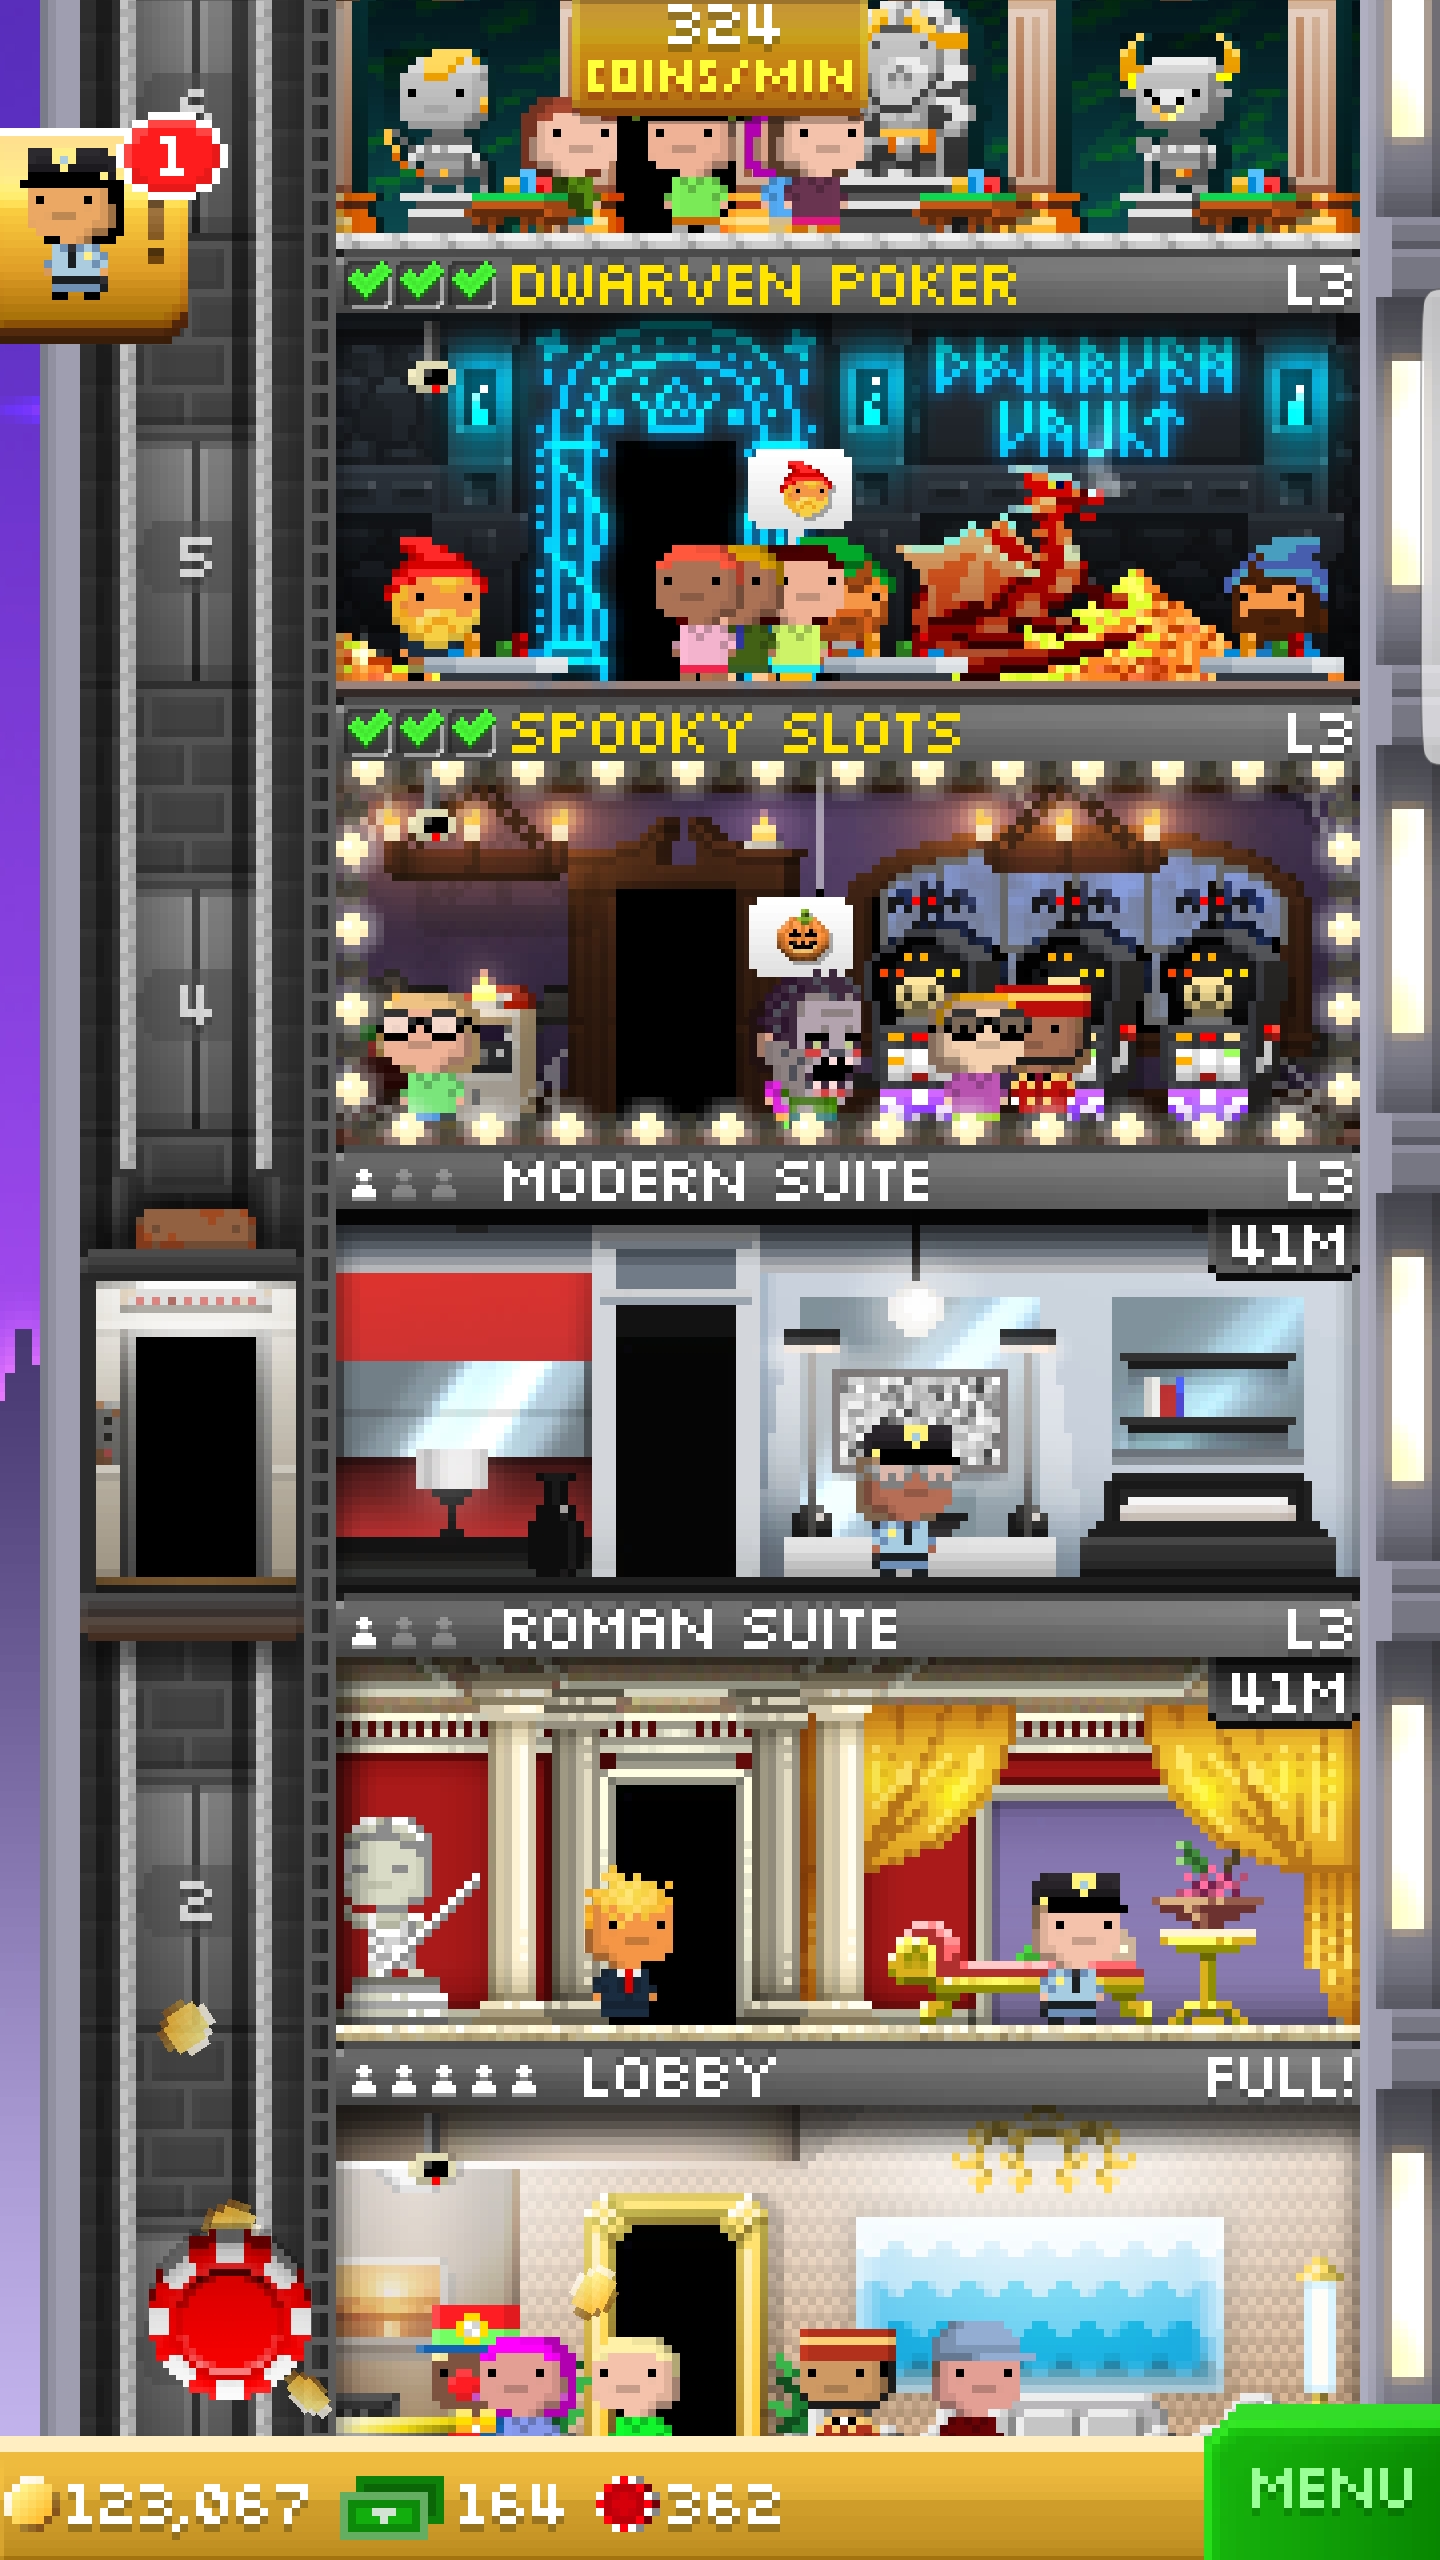 324
COINS/MIN
1
DWARVEN POKER L3
DWARVEN
VAULT
5
SPOOKY SLOTS L3
4
MODERN SUITE L3
41M
ROMAN SUITE L3
41M
2
LOBBY FULL!
123,067 164 362 MENU